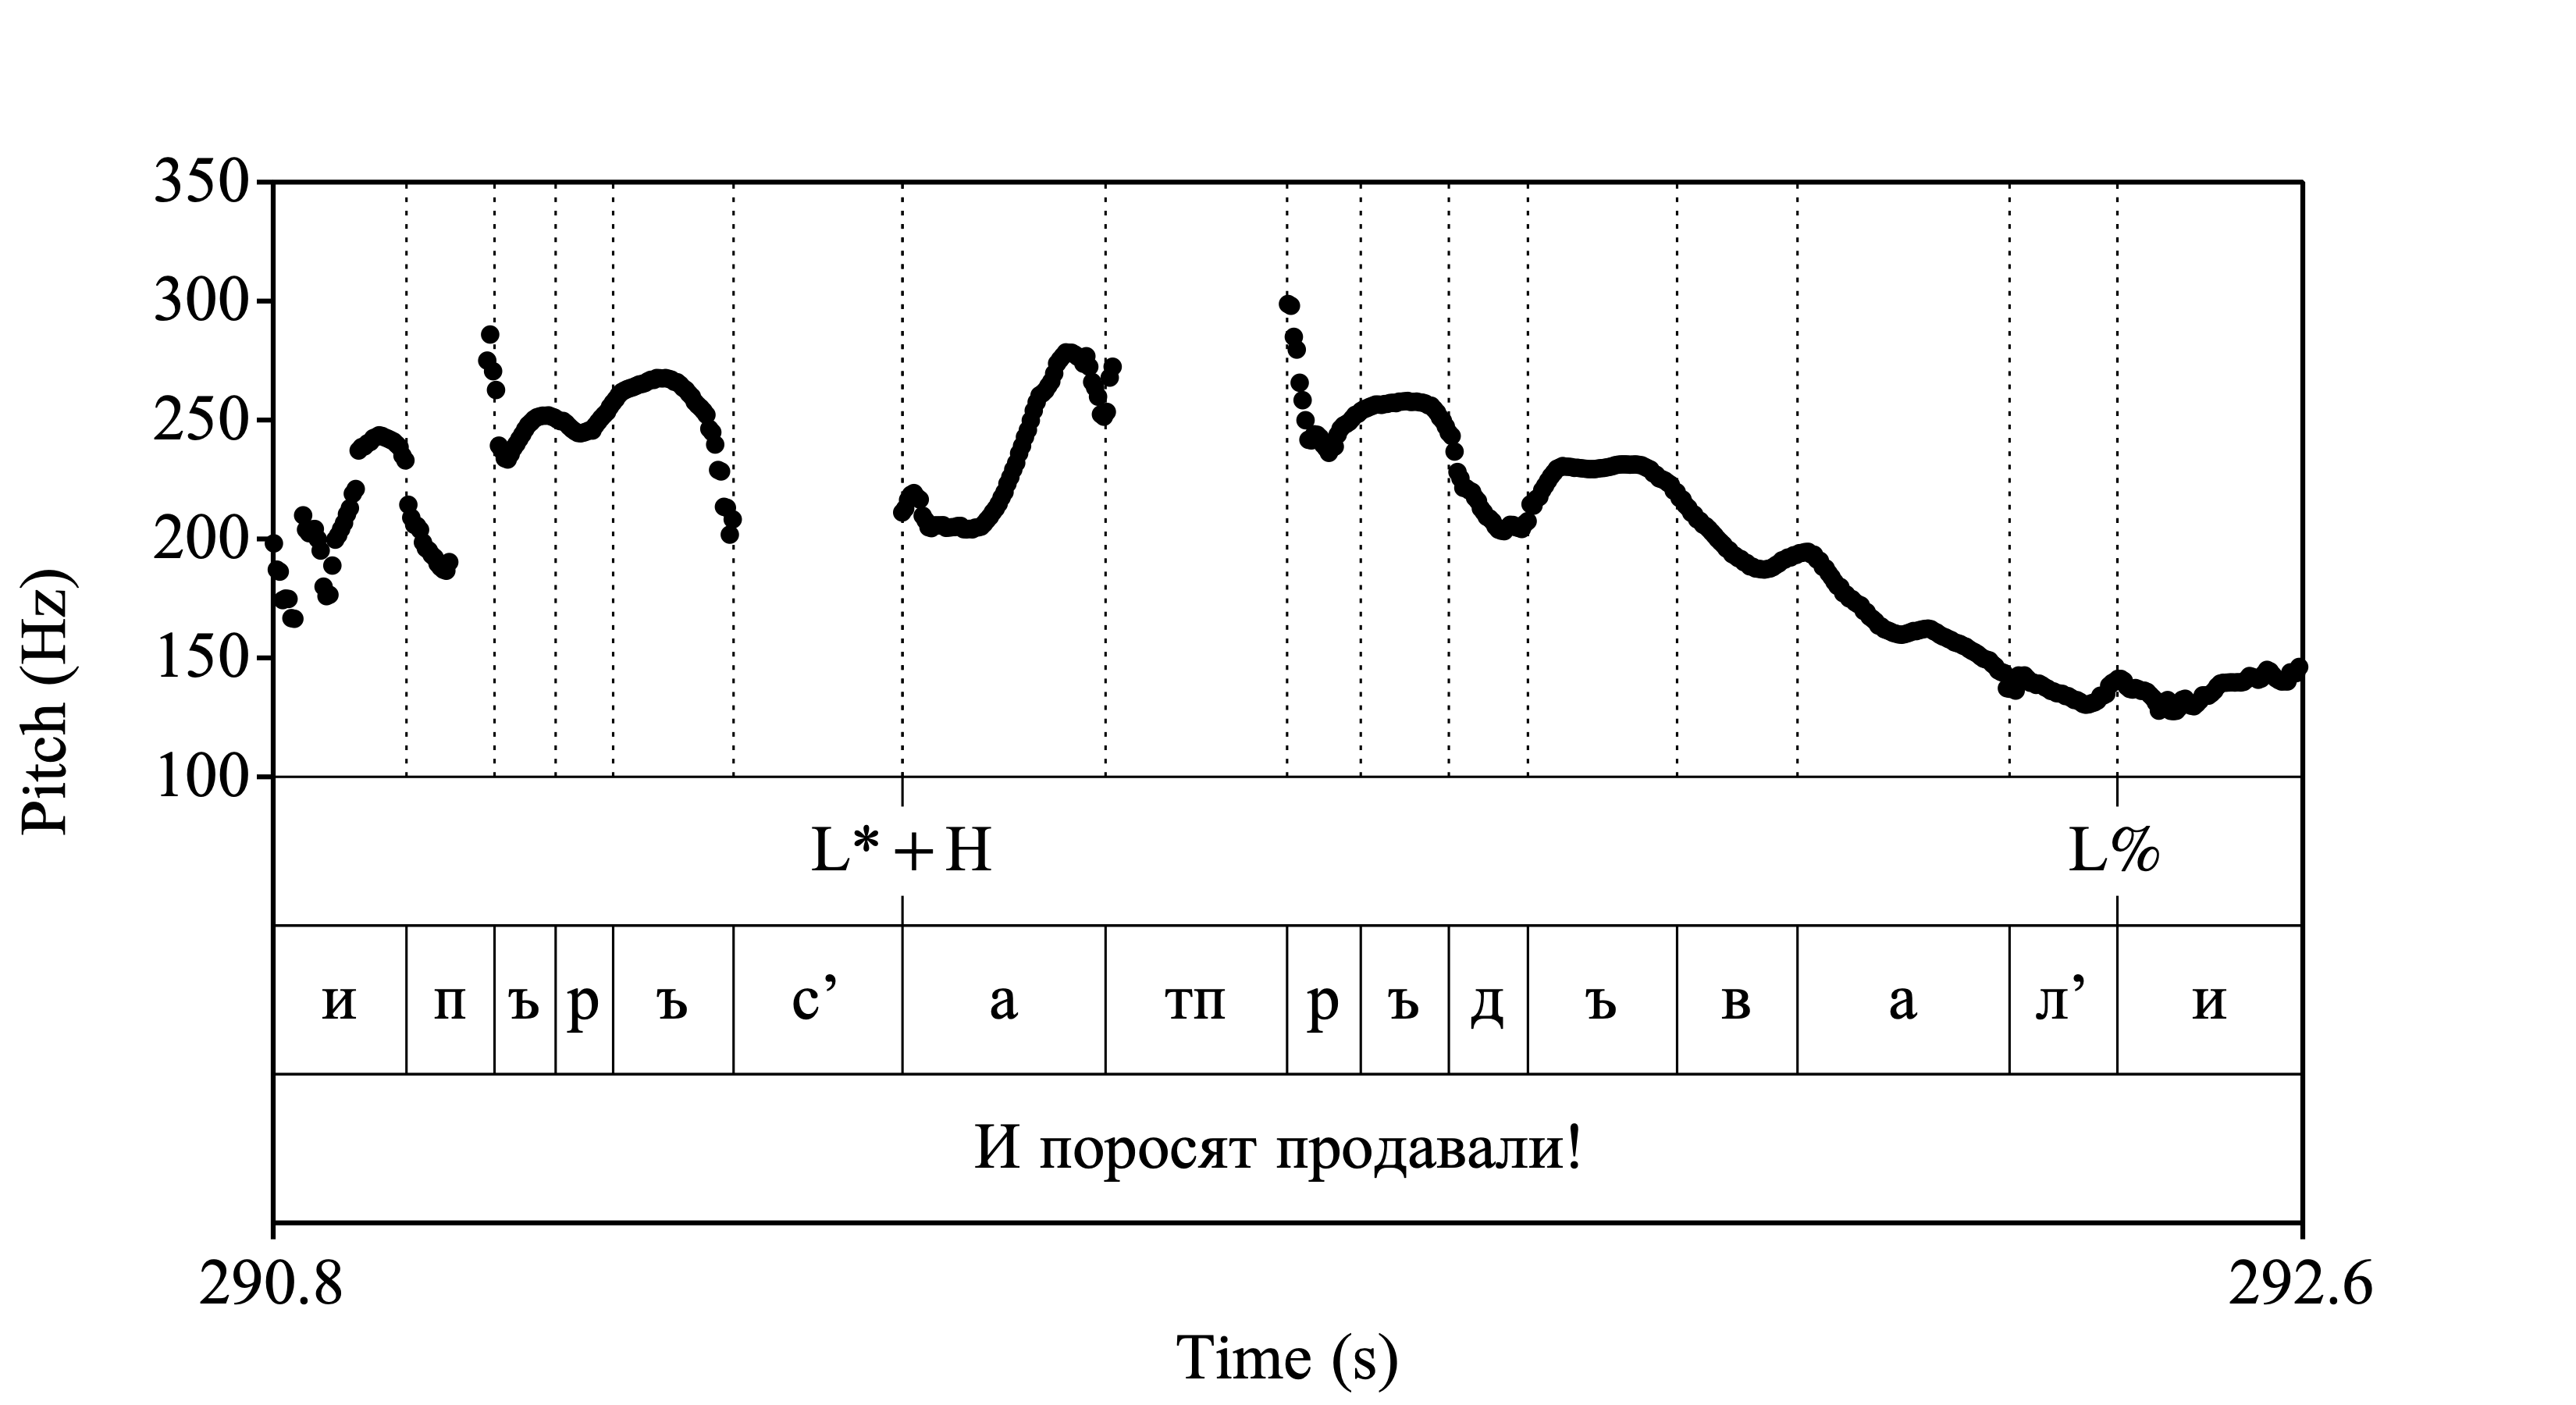 350
300
250
200
150
100
Pitch (Hz)
L*+H L%
и п ъ р ъ с’ а тп р ъ д ъ в а л’ и
И поросят продавали!
290.8 292.6
Time (s)